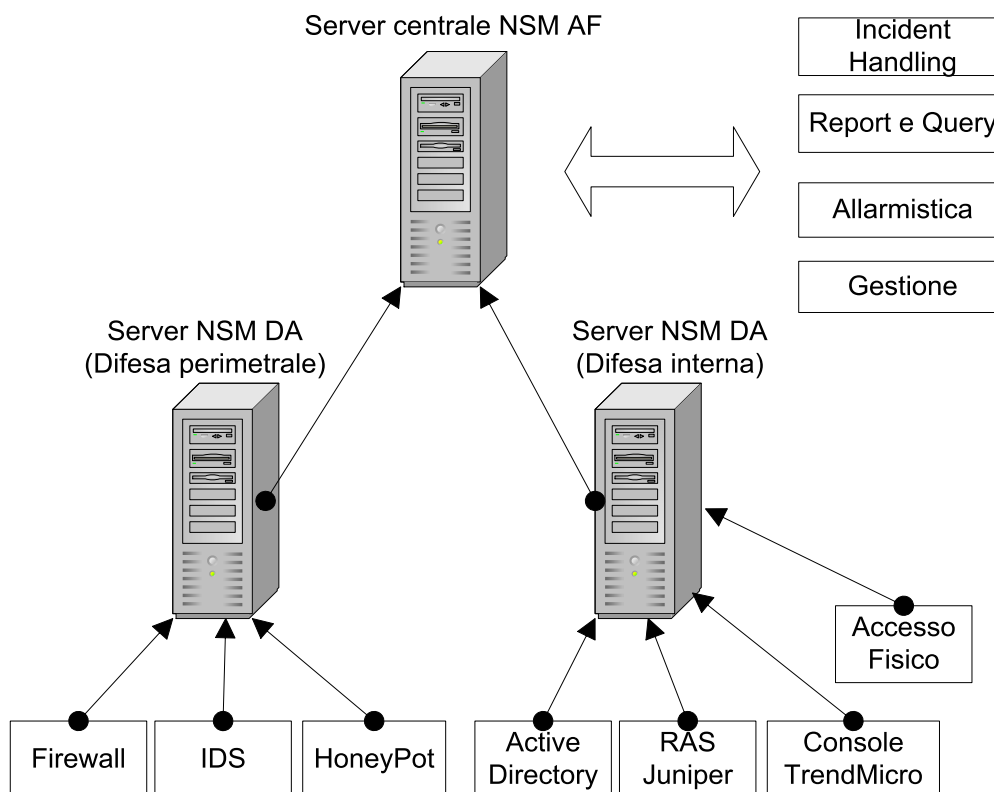 Server centrale NSM AF
Incident
Handling
Report e Query
Allarmistica
Gestione
Server NSM DA
(Difesa perimetrale)
Server NSM DA
(Difesa interna)
Accesso
Fisico
Firewall
IDS
HoneyPot
Active
Directory
RAS
Juniper
Console
TrendMicro